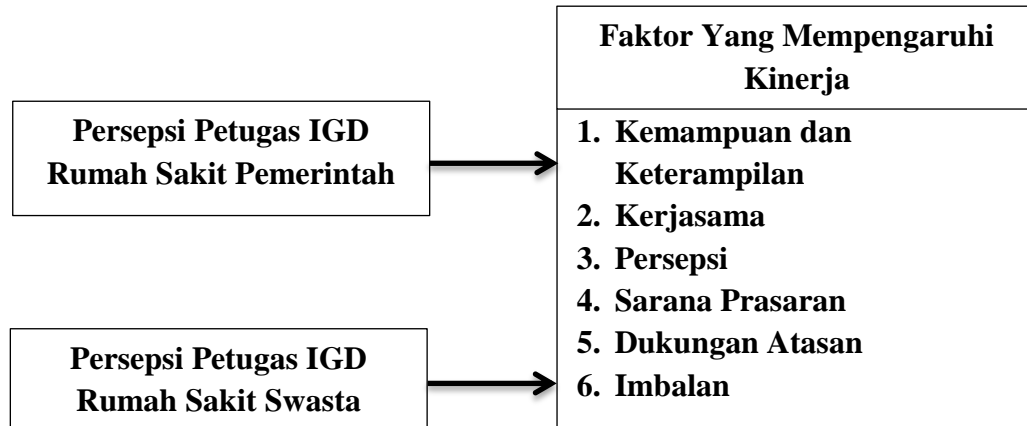 Persepsi Petugas IGD
Rumah Sakit Pemerintah
Persepsi Petugas IGD
Rumah Sakit Swasta
Faktor Yang Mempengaruhi
Kinerja
1. Kemampuan dan
Keterampilan
2. Kerjasama
3. Persepsi
4. Sarana Prasaran
5. Dukungan Atasan
6. Imbalan